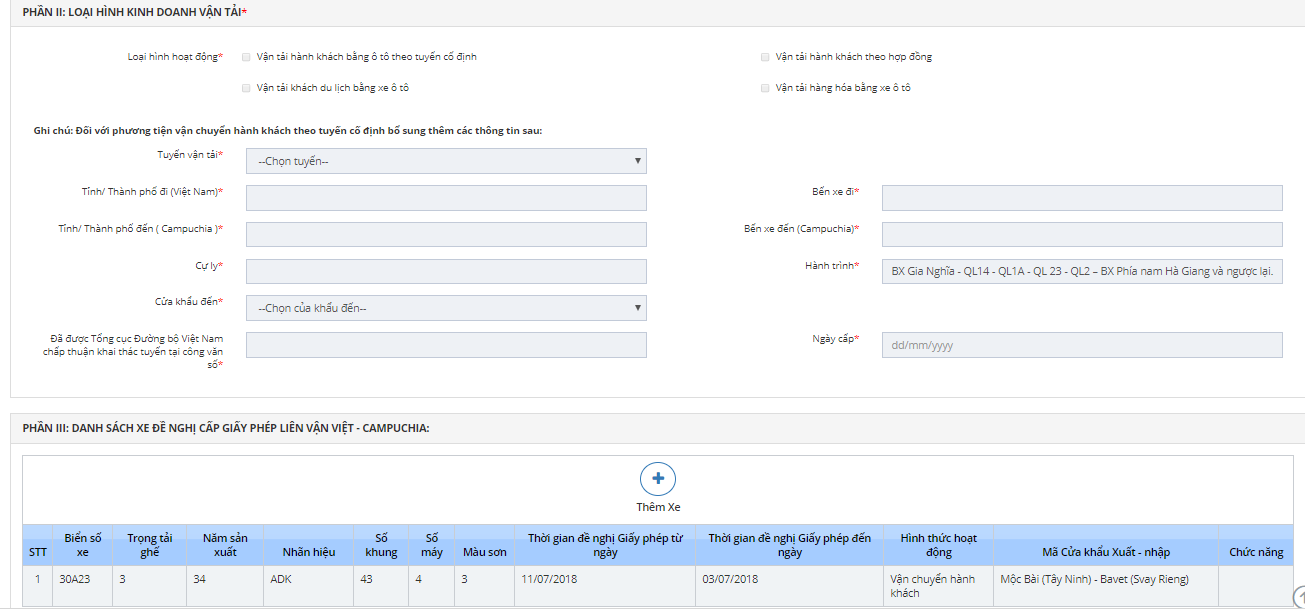 PHẦN II: LOẠI HÌNH KINH DOANH VẬN TẢI*
Loại hình hoạt động*
Vận tải hành khách bằng ô tô theo tuyến cố định
Vận tải hành khách theo hợp đồng
Vận tải khách du lịch bằng xe ô tô
Vận tải hàng hóa bằng xe ô tô
Ghi chú: Đối với phương tiện vận chuyển hành khách theo tuyến cố định bổ sung thêm các thông tin sau:
Tuyến vận tải*
--Chọn tuyến--
Tỉnh/ Thành phố đi (Việt Nam)*
Bến xe đi*
Tỉnh/ Thành phố đến ( Campuchia )*
Bến xe đến (Campuchia)*
Cự ly*
Hành trình*
BX Gia Nghĩa - QL14 - QL1A - QL 23 - QL2 – BX Phía nam Hà Giang và ngược lại.
Cửa khẩu đến*
--Chọn của khẩu đến--
Đã được Tổng cục Đường bộ Việt Nam
chấp thuận khai thác tuyến tại công văn
số*
Ngày cấp*
dd/mm/yyyy
PHẦN III: DANH SÁCH XE ĐỀ NGHỊ CẤP GIẤY PHÉP LIÊN VẬN VIỆT - CAMPUCHIA:
Thêm Xe
STT
Biển số
xe
Trọng tải
ghế
Năm sản
xuất
Nhãn hiệu
Số
khung
Số
máy
Màu sơn
Thời gian đề nghị Giấy phép từ
ngày
Thời gian đề nghị Giấy phép đến
ngày
Hình thức hoạt
động
Mã Cửa khẩu Xuất - nhập
Chức năng
1
30A23
3
34
ADK
43
4
3
11/07/2018
03/07/2018
Vận chuyển hành
khách
Mộc Bài (Tây Ninh) - Bavet (Svay Rieng)